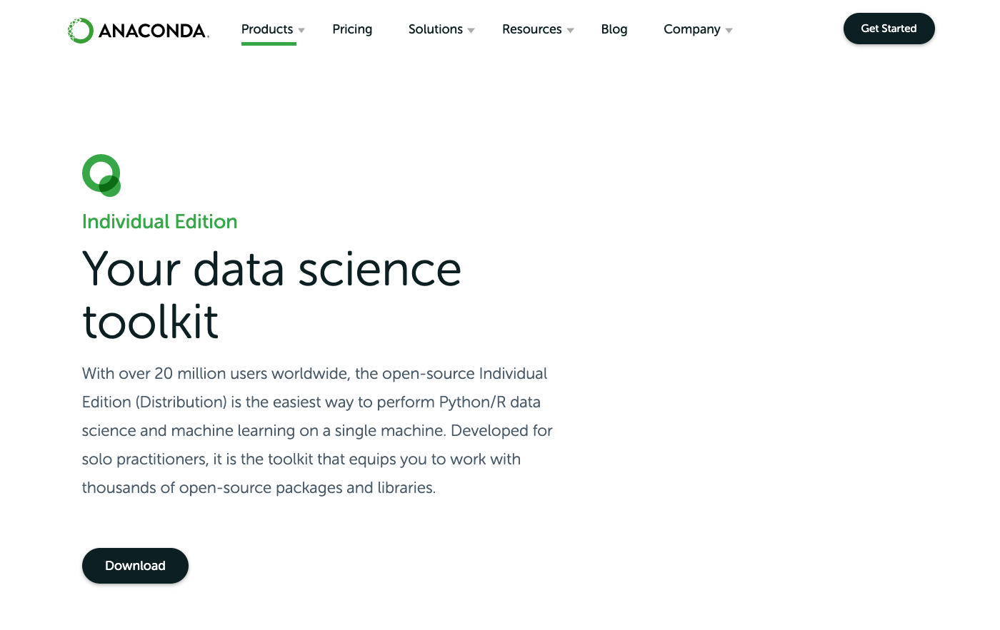 ANACONDA.
Products
Pricing
Solutions
Resources
Blog
Company
Get Started
Individual Edition
Your data science
toolkit
With over 20 million users worldwide, the open-source Individual
Edition (Distribution) is the easiest way to perform Python/R data
science and machine learning on a single machine. Developed for
solo practitioners, it is the toolkit that equips you to work with
thousands of open-source packages and libraries.
Download